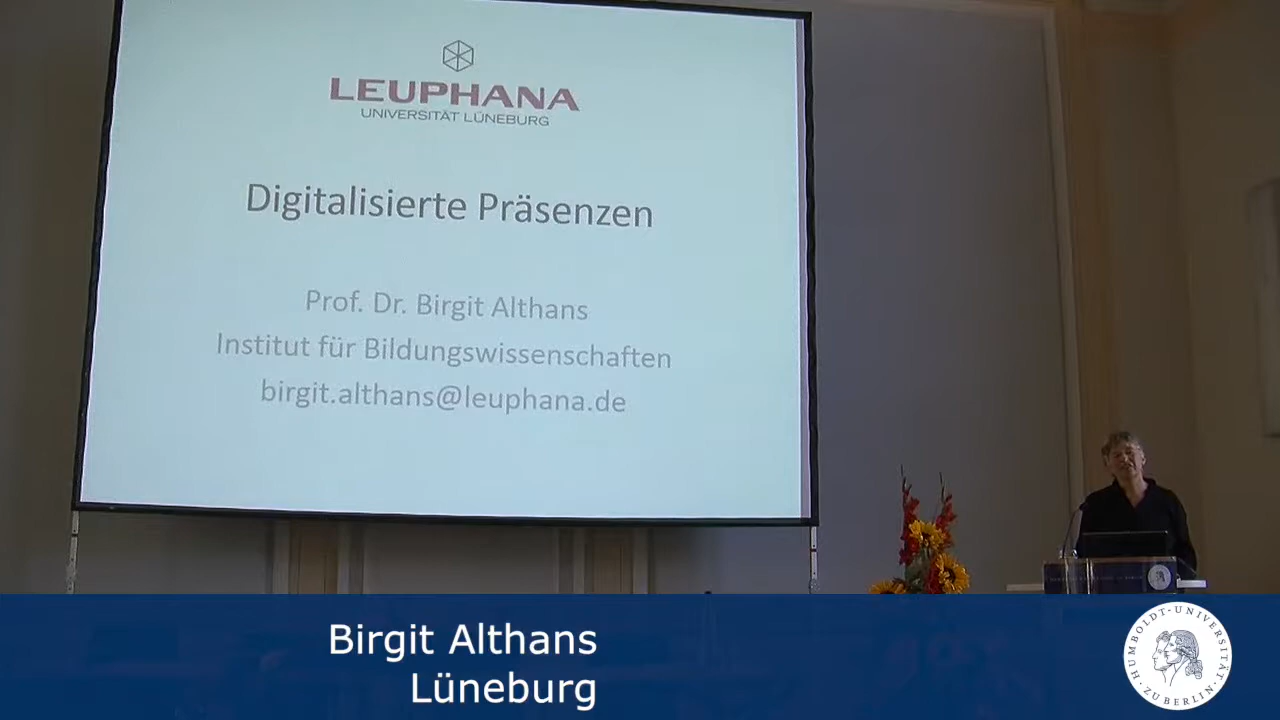 LEUPHANA
UNIVERSITÄT LÜNEBURG
Digitalisierte Präsenzen
Prof. Dr. Birgit Althans
Institut für Bildungswissenschaften
birgit.althans@leuphana.de
Birgit Althans
Lüneburg
HUMBOLDT-UNIVERSITÄT
ZU BERLIN